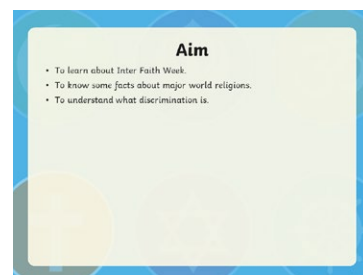 Aim
• To learn about Inter Faith Week.
• To know some facts about major world religions.
• To understand what discrimination is.